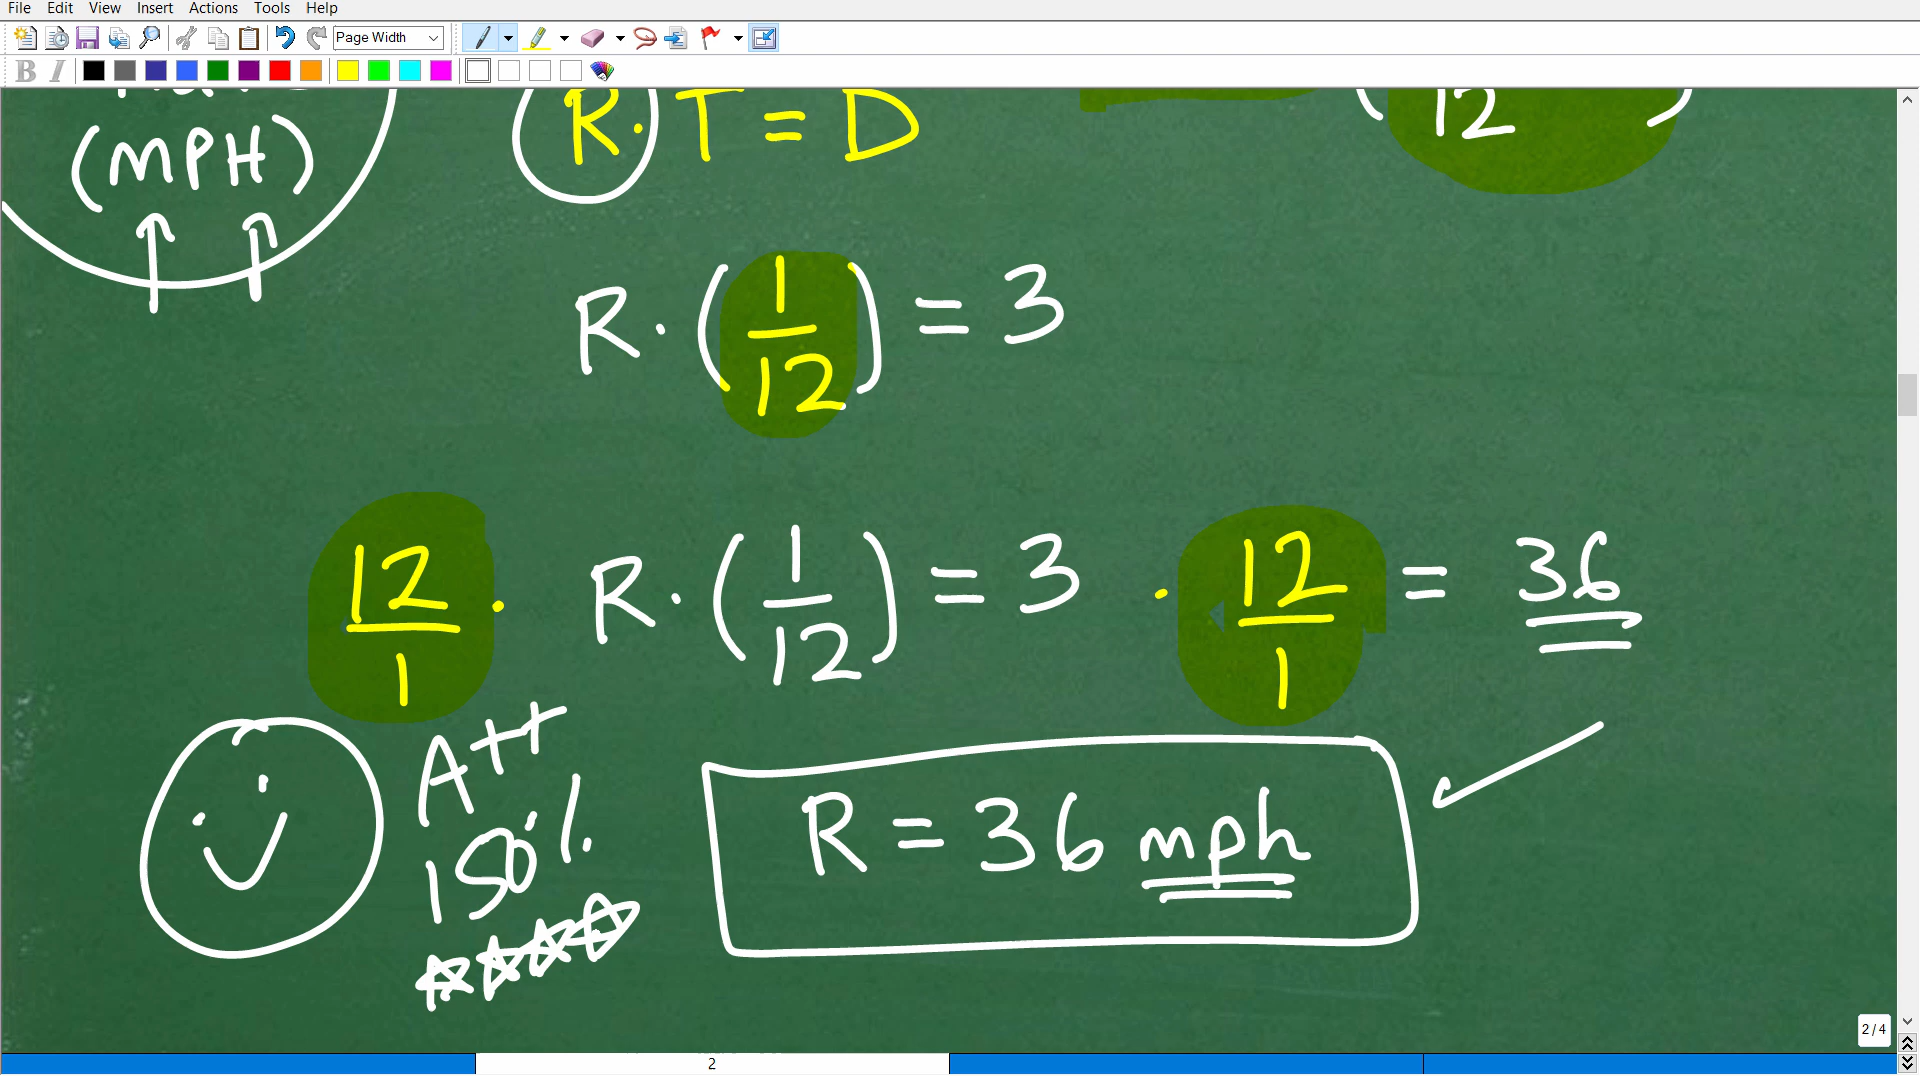 File Edit View Insert Actions Tools Help
Page Width
B I
(MPH)
R · T = D
12
R · (1/12) = 3
12/1 · R · (1/12) = 3 · 12/1 = 36
A++
150%
R = 36 mph
2 / 4
2